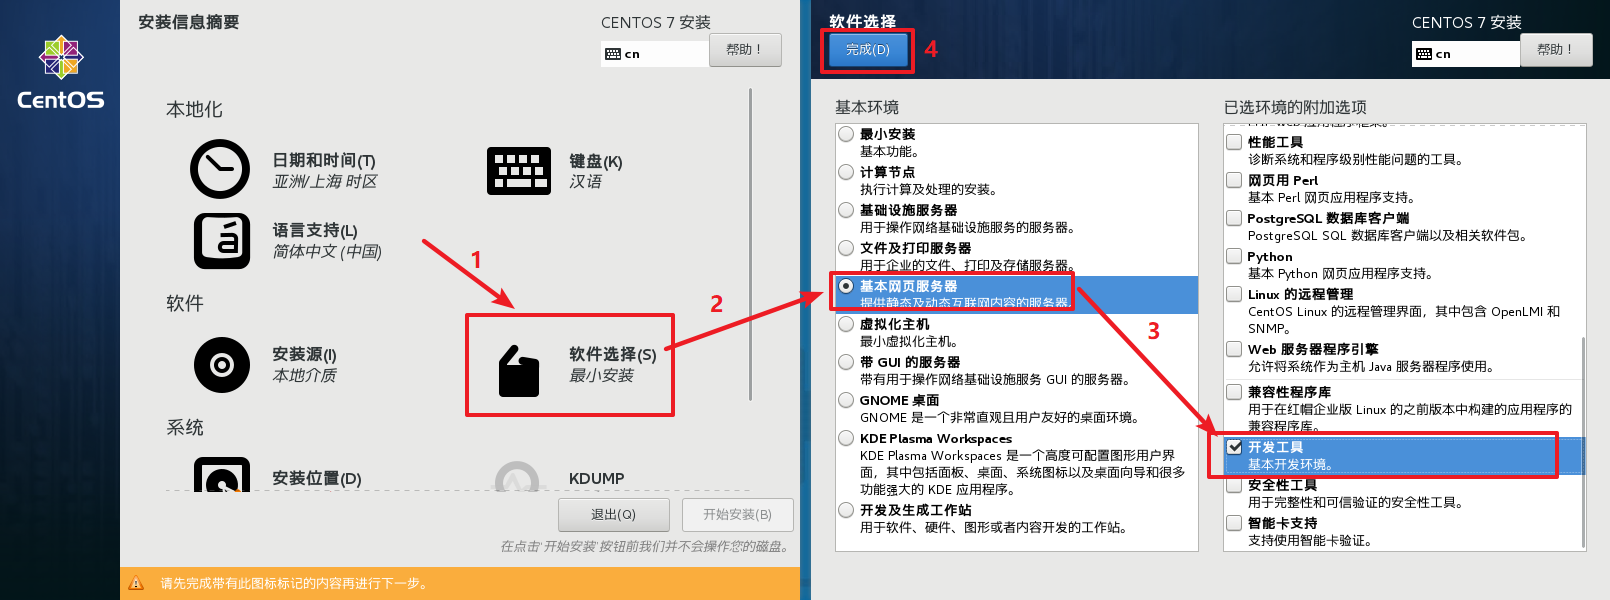 安装信息摘要
CENTOS 7 安装
cn
帮助！
CentOS
本地化
日期和时间(T)
亚洲/上海 时区
键盘(K)
汉语
语言支持(L)
简体中文 (中国)
1
软件
安装源(I)
本地介质
软件选择(S)
最小安装
2
系统
安装位置(D)
KDUMP
退出(Q)
开始安装(B)
在点击'开始安装'按钮前我们并不会操作您的磁盘。
请先完成带有此图标标记的内容再进行下一步。
软件选择
完成(D)
4
CENTOS 7 安装
cn
帮助！
基本环境
最小安装
基本功能。
计算节点
执行计算及处理的安装。
基础设施服务器
用于操作网络基础设施服务的服务器。
文件及打印服务器
用于企业的文件、打印及存储服务器。
基本网页服务器
提供静态及动态互联网内容的服务器。
虚拟化主机
最小虚拟化主机。
带 GUI 的服务器
带有用于操作网络基础设施服务 GUI 的服务器。
GNOME 桌面
GNOME 是一个非常直观且用户友好的桌面环境。
KDE Plasma Workspaces
KDE Plasma Workspaces 是一个高度可配置图形用户界
面，其中包括面板、桌面、系统图标以及桌面向导和很多
功能强大的 KDE 应用程序。
开发及生成工作站
用于软件、硬件、图形或者内容开发的工作站。
3
已选环境的附加选项
性能工具
诊断系统和程序级别性能问题的工具。
网页用 Perl
基本 Perl 网页应用程序支持。
PostgreSQL 数据库客户端
PostgreSQL SQL 数据库客户端以及相关软件包。
Python
基本 Python 网页应用程序支持。
Linux 的远程管理
CentOS Linux 的远程管理界面，其中包含 OpenLMI 和
SNMP。
Web 服务器程序引擎
允许将系统作为主机 Java 服务器程序使用。
兼容性程序库
用于在红帽企业版 Linux 的之前版本中构建的应用程序的
兼容程序库。
开发工具
基本开发环境。
安全性工具
用于完整性和可信验证的安全性工具。
智能卡支持
支持使用智能卡验证。